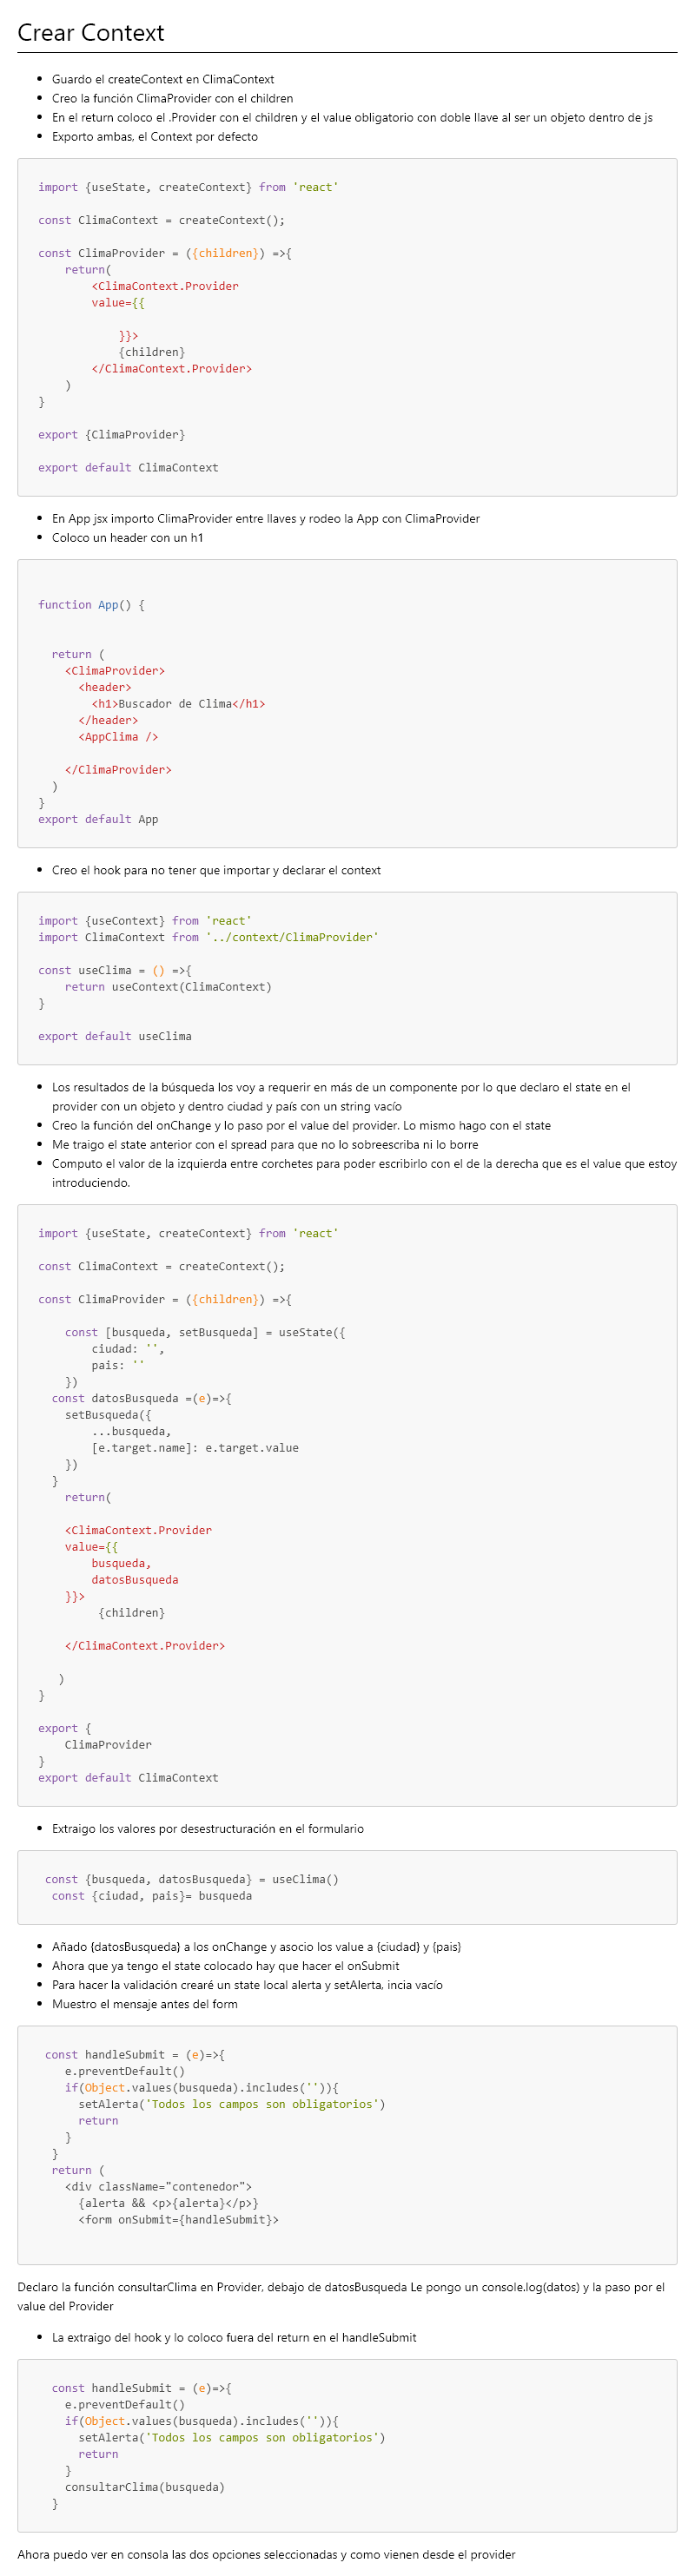 Crear Context
Guardo el createContext en ClimaContext
Creo la función ClimaProvider con el children
En el return coloco el .Provider con el children y el value obligatorio con doble llave al ser un objeto dentro de js
Exporto ambas, el Context por defecto
import {useState, createContext} from 'react'
const ClimaContext = createContext();
const ClimaProvider = ({children}) =>{
return(
<ClimaContext.Provider
value={{
}}>
{children}
</ClimaContext.Provider>
)
}
export {ClimaProvider}
export default ClimaContext
En App jsx importo ClimaProvider entre llaves y rodeo la App con ClimaProvider
Coloco un header con un h1
function App() {
return (
<ClimaProvider>
<header>
<h1>Buscador de Clima</h1>
</header>
<AppClima />
</ClimaProvider>
)
}
export default App
Creo el hook para no tener que importar y declarar el context
import {useContext} from 'react'
import ClimaContext from '../context/ClimaProvider'
const useClima = () =>{
return useContext(ClimaContext)
}
export default useClima
Los resultados de la búsqueda los voy a requerir en más de un componente por lo que declaro el state en el
provider con un objeto y dentro ciudad y país con un string vacío
Creo la función del onChange y lo paso por el value del provider. Lo mismo hago con el state
Me traigo el state anterior con el spread para que no lo sobreescriba ni lo borre
Computo el valor de la izquierda entre corchetes para poder escribirlo con el de la derecha que es el value que estoy
introduciendo.
import {useState, createContext} from 'react'
const ClimaContext = createContext();
const ClimaProvider = ({children}) =>{
const [busqueda, setBusqueda] = useState({
ciudad: '',
pais: ''
})
const datosBusqueda =(e)=>{
setBusqueda({
...busqueda,
[e.target.name]: e.target.value
})
}
return(
<ClimaContext.Provider
value={{
busqueda,
datosBusqueda
}}>
{children}
</ClimaContext.Provider>
)
}
export {
ClimaProvider
}
export default ClimaContext
Extraigo los valores por desestructuración en el formulario
const {busqueda, datosBusqueda} = useClima()
const {ciudad, pais}= busqueda
Añado {datosBusqueda} a los onChange y asocio los value a {ciudad} y {pais}
Ahora que ya tengo el state colocado hay que hacer el onSubmit
Para hacer la validación crearé un state local alerta y setAlerta, incia vacío
Muestro el mensaje antes del form
const handleSubmit = (e)=>{
e.preventDefault()
if(Object.values(busqueda).includes('')){
setAlerta('Todos los campos son obligatorios')
return
}
}
return (
<div className="contenedor">
{alerta && <p>{alerta}</p>}
<form onSubmit={handleSubmit}>
Declaro la función consultarClima en Provider, debajo de datosBusqueda Le pongo un console.log(datos) y la paso por el
value del Provider
La extraigo del hook y lo coloco fuera del return en el handleSubmit
const handleSubmit = (e)=>{
e.preventDefault()
if(Object.values(busqueda).includes('')){
setAlerta('Todos los campos son obligatorios')
return
}
consultarClima(busqueda)
}
Ahora puedo ver en consola las dos opciones seleccionadas y como vienen desde el provider